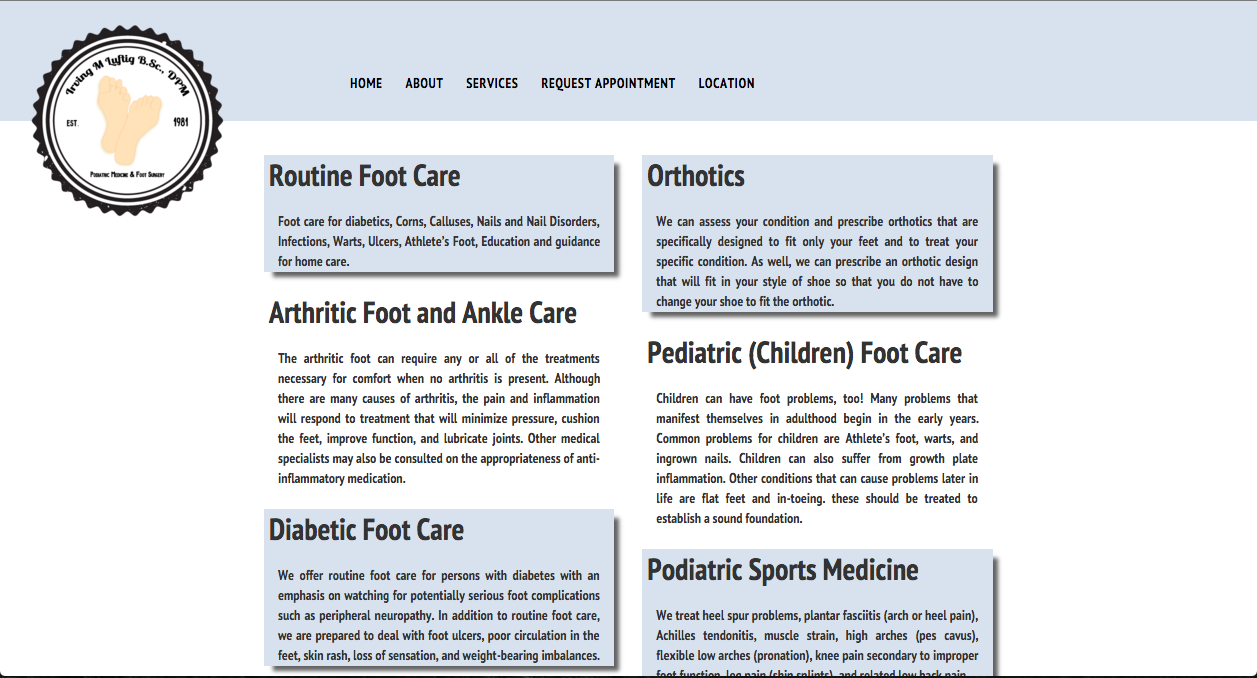 Irving M Luftig B.Sc., DPM
EST.
1981
Podiatric Medicine & Foot Surgery
HOME ABOUT SERVICES REQUEST APPOINTMENT LOCATION
Routine Foot Care
Foot care for diabetics, Corns, Calluses, Nails and Nail Disorders,
Infections, Warts, Ulcers, Athlete's Foot, Education and guidance
for home care.
Arthritic Foot and Ankle Care
The arthritic foot can require any or all of the treatments
necessary for comfort when no arthritis is present. Although
there are many causes of arthritis, the pain and inflammation
will respond to treatment that will minimize pressure, cushion
the feet, improve function, and lubricate joints. Other medical
specialists may also be consulted on the appropriateness of anti-
inflammatory medication.
Diabetic Foot Care
We offer routine foot care for persons with diabetes with an
emphasis on watching for potentially serious foot complications
such as peripheral neuropathy. In addition to routine foot care,
we are prepared to deal with foot ulcers, poor circulation in the
feet, skin rash, loss of sensation, and weight-bearing imbalances.
Orthotics
We can assess your condition and prescribe orthotics that are
specifically designed to fit only your feet and to treat your
specific condition. As well, we can prescribe an orthotic design
that will fit in your style of shoe so that you do not have to
change your shoe to fit the orthotic.
Pediatric (Children) Foot Care
Children can have foot problems, too! Many problems that
manifest themselves in adulthood begin in the early years.
Common problems for children are Athlete's foot, warts, and
ingrown nails. Children can also suffer from growth plate
inflammation. Other conditions that can cause problems later in
life are flat feet and in-toeing. these should be treated to
establish a sound foundation.
Podiatric Sports Medicine
We treat heel spur problems, plantar fasciitis (arch or heel pain),
Achilles tendonitis, muscle strain, high arches (pes cavus),
flexible low arches (pronation), knee pain secondary to improper
foot function, leg pain (shin splints), and related low back pain.